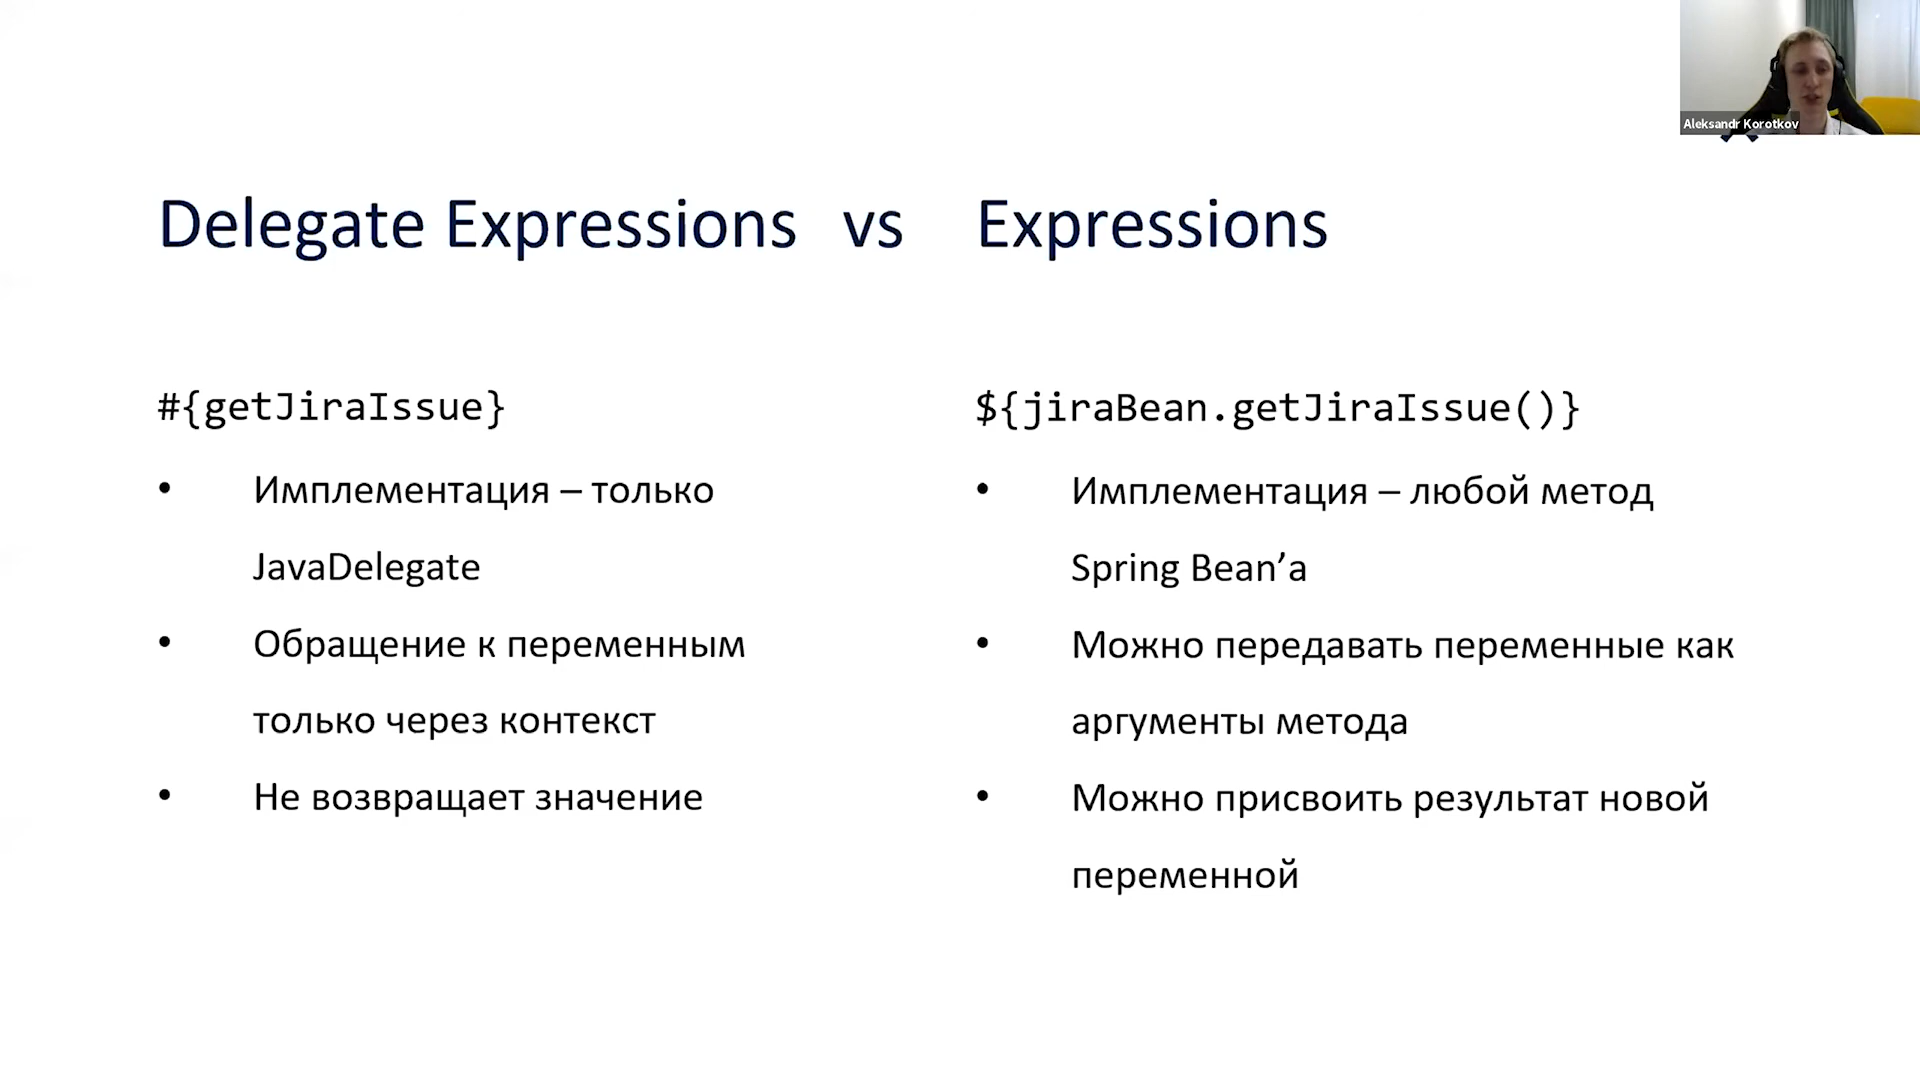 Aleksandr Korotkov
Delegate Expressions vs Expressions
#{getJiraIssue}
• Имплементация – только
JavaDelegate
• Обращение к переменным
только через контекст
• Не возвращает значение
${jiraBean.getJiraIssue()}
• Имплементация – любой метод
Spring Bean’а
• Можно передавать переменные как
аргументы метода
• Можно присвоить результат новой
переменной